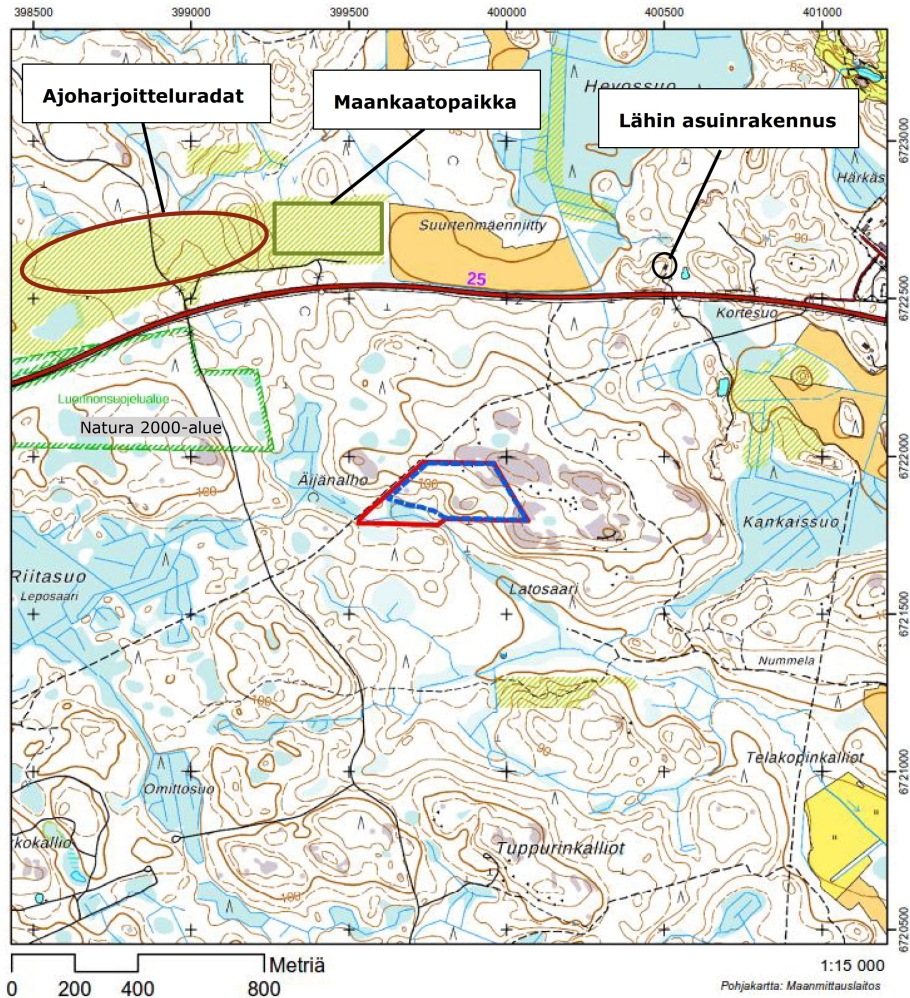 398500 399000 399500 400000 400500 401000
Ajoharjoitteluradat
Maankaatopaikka
Hevossuo
Lähin asuinrakennus
6723000
Härkäs
Suurtenmäenniitty
90
25
6722500
Kortesuo
Luonnonsuojelualue
Natura 2000-alue
6722000
Äijänalho
100
100
Kankaissuo
Riitasuo
Leposaari
Latosaari
6721500
Nummela
100
90
6721000
Telakopinkalliot
Omittosuo
rkokallio
Tuppurinkalliot
100
6720500
Metriä
0 200 400 800
1:15 000
Pohjakartta: Maanmittauslaitos